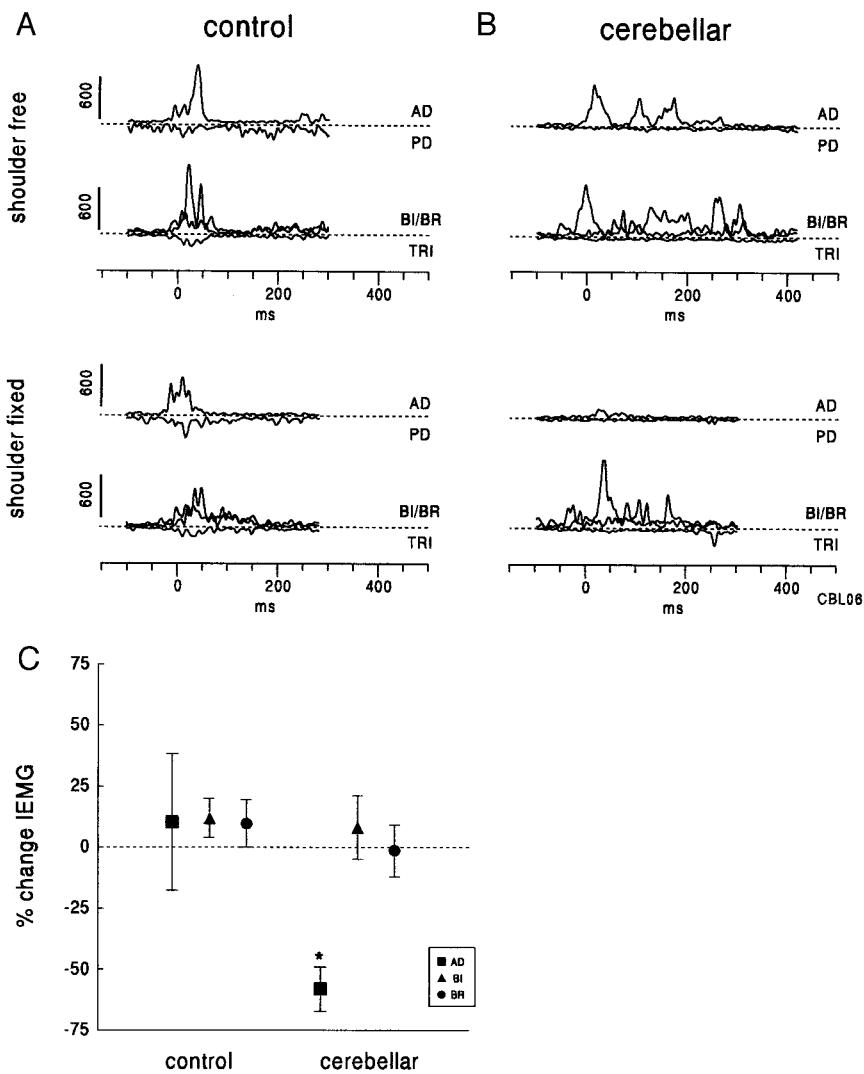 A
control
B
cerebellar
shoulder free
600
AD
PD
AD
PD
600
BI/BR
TRI
BI/BR
TRI
0 200 400
ms
0 200 400
ms
shoulder fixed
600
AD
PD
AD
PD
600
BI/BR
TRI
BI/BR
TRI
0 200 400
ms
0 200 400
ms
CBL06
C
% change IEMG
75
50
25
0
-25
-50
-75
*
AD
BI
BR
control
cerebellar